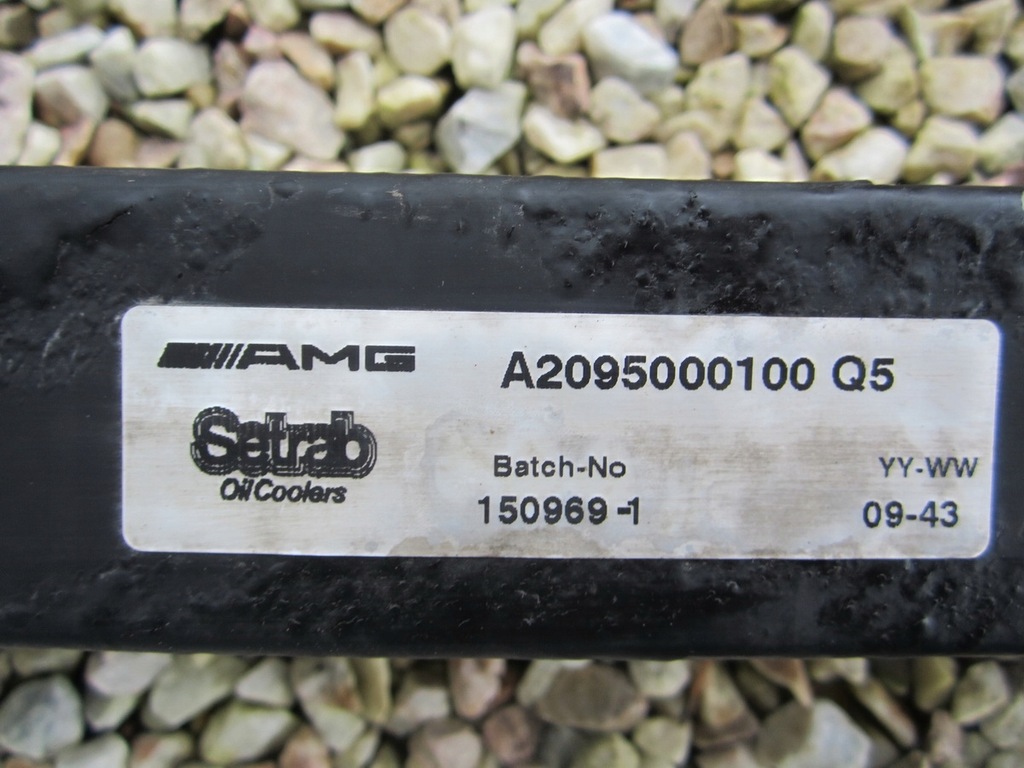 AMG
A2095000100 Q5
Setrab
Oil Coolers
Batch-No
YY-WW
150969-1
09-43